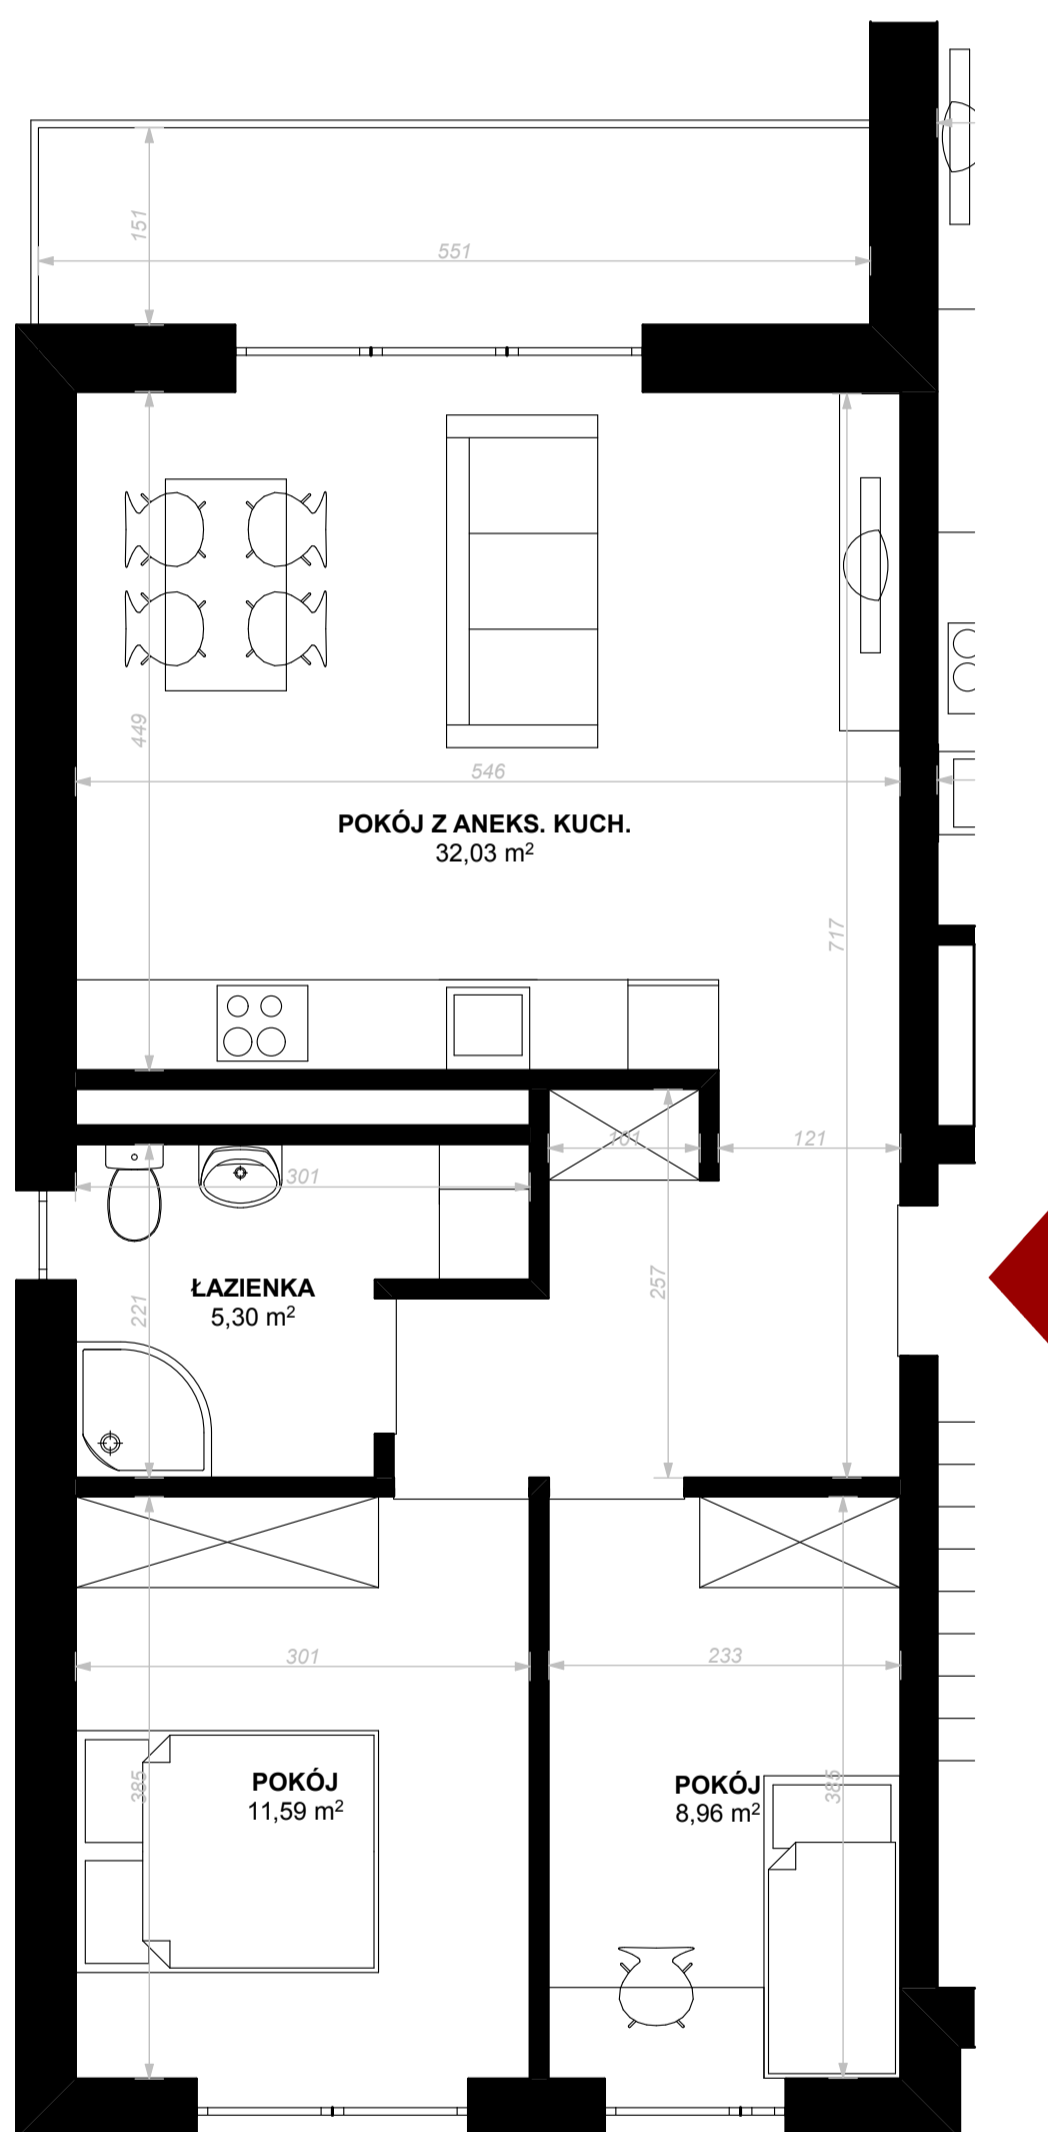 151
551
449
546
POKÓJ Z ANEKS. KUCH.
32,03 m²
717
101
121
301
257
ŁAZIENKA
5,30 m²
221
301
233
385
POKÓJ
11,59 m²
POKÓJ
8,96 m²
385